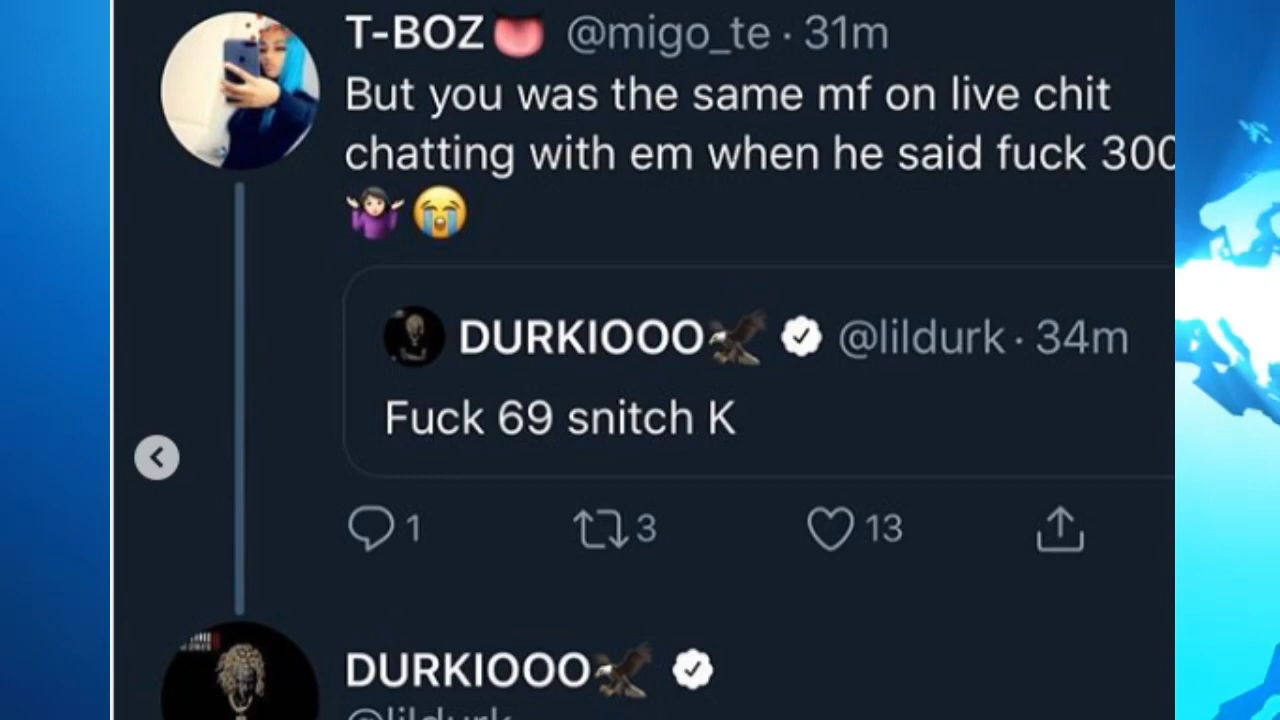 T-BOZ👅 @migo_te · 31m
But you was the same mf on live chit
chatting with em when he said fuck 300
🤷🏻‍♀️😭
DURKIOOO🦅 @lildurk · 34m
Fuck 69 snitch K
1 3 13
DURKIOOO🦅
@lildurk